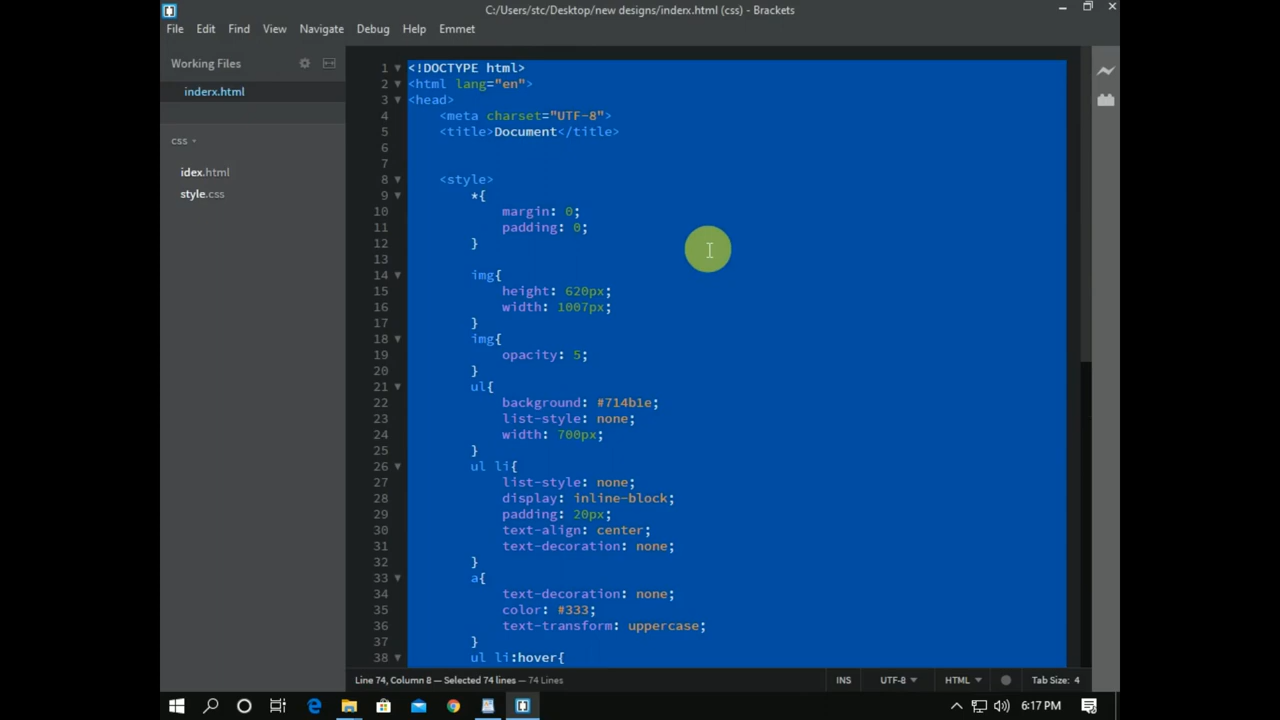 C:/Users/stc/Desktop/new designs/inderx.html (css) - Brackets
File Edit Find View Navigate Debug Help Emmet
Working Files
inderx.html
css
idex.html
style.css
1 <!DOCTYPE html>
2 <html lang="en">
3 <head>
4 <meta charset="UTF-8">
5 <title>Document</title>
6
7
8 <style>
9 *{
10 margin: 0;
11 padding: 0;
12 }
13
14 img{
15 height: 620px;
16 width: 1007px;
17 }
18 img{
19 opacity: 5;
20 }
21 ul{
22 background: #714b1e;
23 list-style: none;
24 width: 700px;
25 }
26 ul li{
27 list-style: none;
28 display: inline-block;
29 padding: 20px;
30 text-align: center;
31 text-decoration: none;
32 }
33 a{
34 text-decoration: none;
35 color: #333;
36 text-transform: uppercase;
37 }
38 ul li:hover{
Line 74, Column 8 — Selected 74 lines — 74 Lines INS UTF-8 HTML Tab Size: 4
6:17 PM